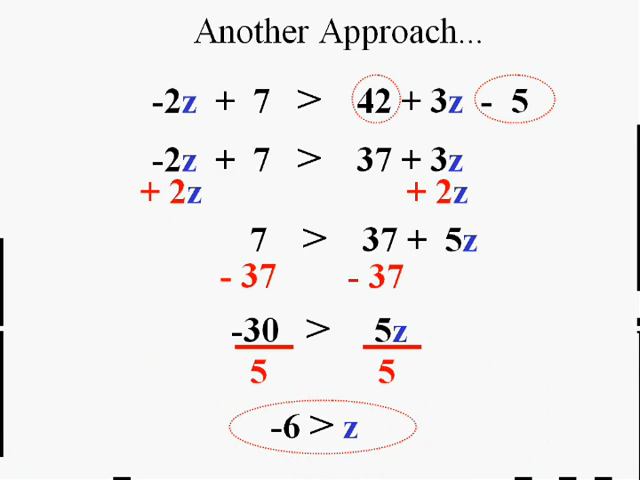 Another Approach...
-2z + 7 > 42 + 3z - 5
-2z + 7 > 37 + 3z
+ 2z + 2z
7 > 37 + 5z
- 37 - 37
-30 > 5z
5 5
-6 > z